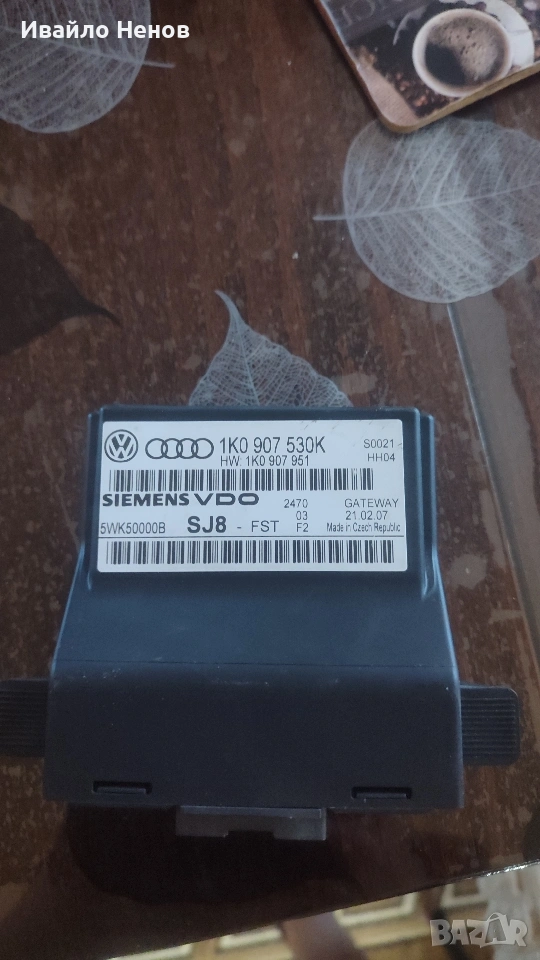 Ивайло Ненов
1K0 907 530K
HW: 1K0 907 951
S0021
HH04
SIEMENS VDO
2470
GATEWAY
03
21.02.07
5WK50000B
SJ8 - FST
F2
Made in Czech Republic
BAZAR